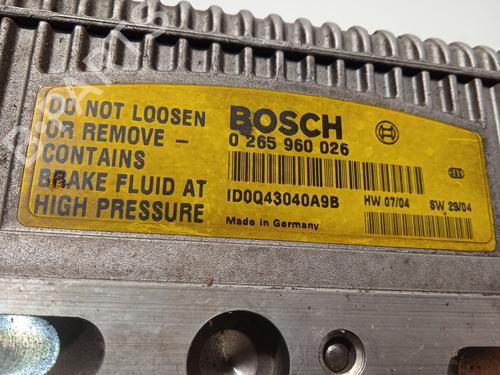 DO NOT LOOSEN
OR REMOVE -
CONTAINS
BRAKE FLUID AT
HIGH PRESSURE
BOSCH
0 265 960 026
ID0Q43040A9B
HW 07/04
SW 29/04
Made in Germany